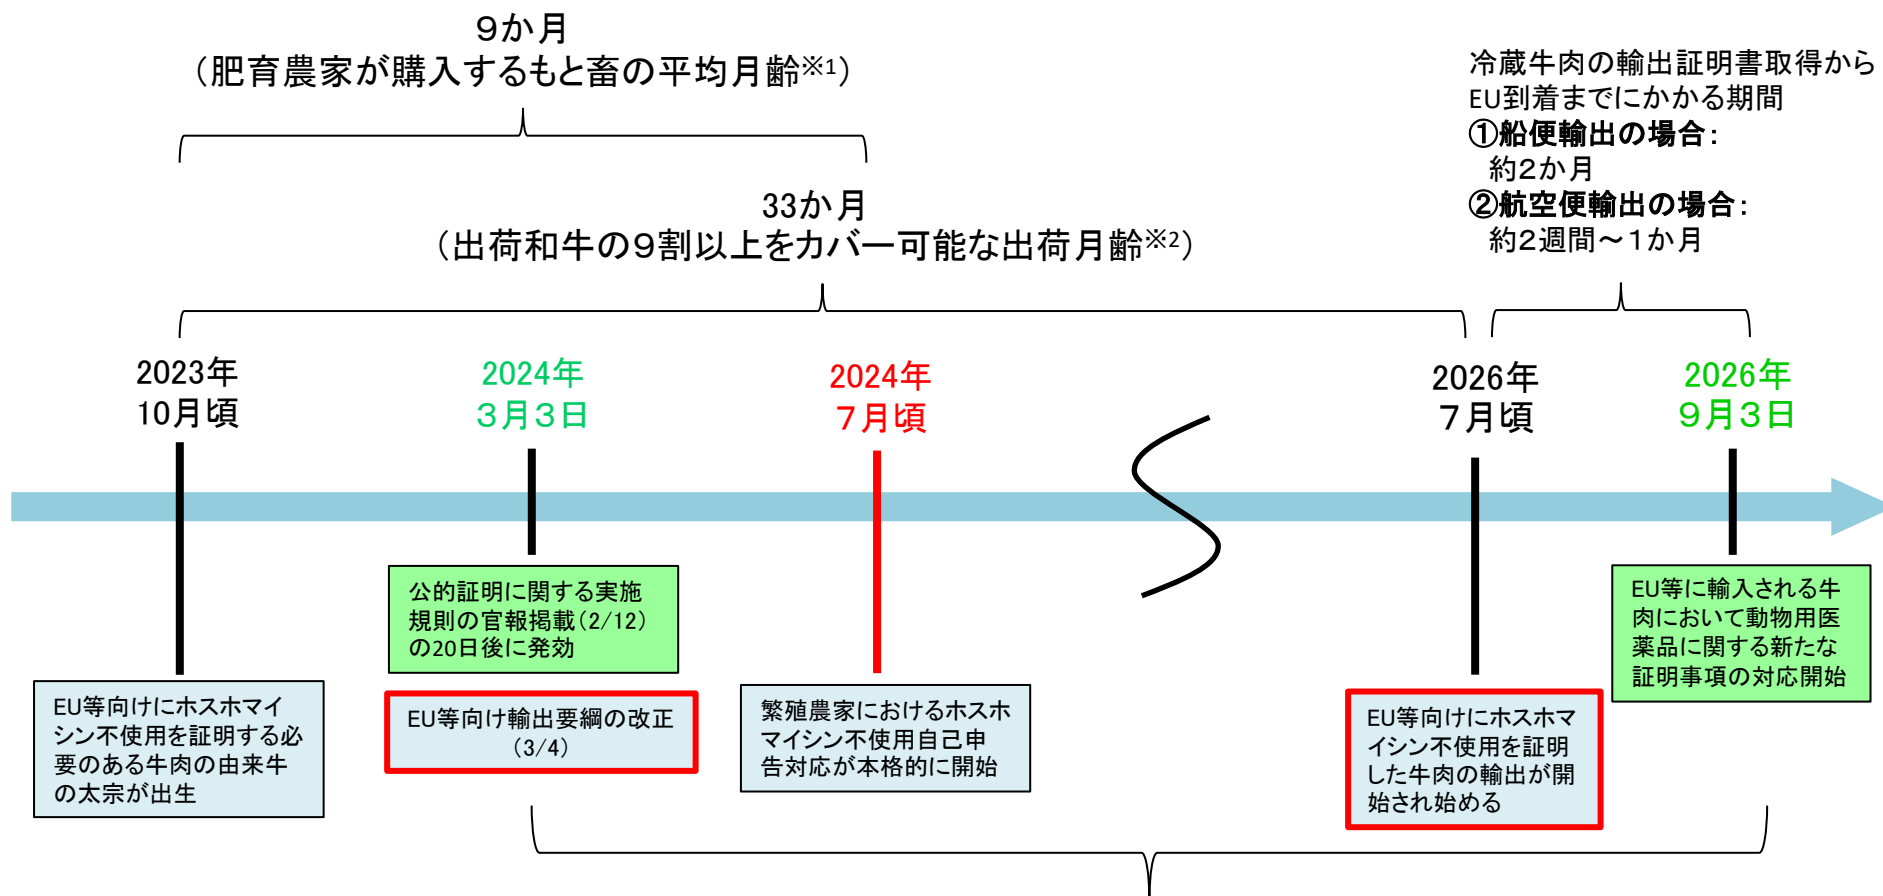 9か月
（肥育農家が購入するもと畜の平均月齢※1）
33か月
（出荷和牛の9割以上をカバー可能な出荷月齢※2）
冷蔵牛肉の輸出証明書取得から
EU到着までにかかる期間
①船便輸出の場合：
約2か月
②航空便輸出の場合：
約2週間～1か月
2023年
10月頃
2024年
3月3日
2024年
7月頃
2026年
7月頃
2026年
9月3日
EU等向けにホスホマイ
シン不使用を証明する必
要のある牛肉の由来牛
の太宗が出生
公的証明に関する実施
規則の官報掲載（2/12）
の20日後に発効
EU等向け輸出要綱の改正
（3/4）
繁殖農家におけるホスホ
マイシン不使用自己申
告対応が本格的に開始
EU等向けにホスホマ
イシン不使用を証明
した牛肉の輸出が開
始され始める
EU等に輸入される牛
肉において動物用医
薬品に関する新たな
証明事項の対応開始